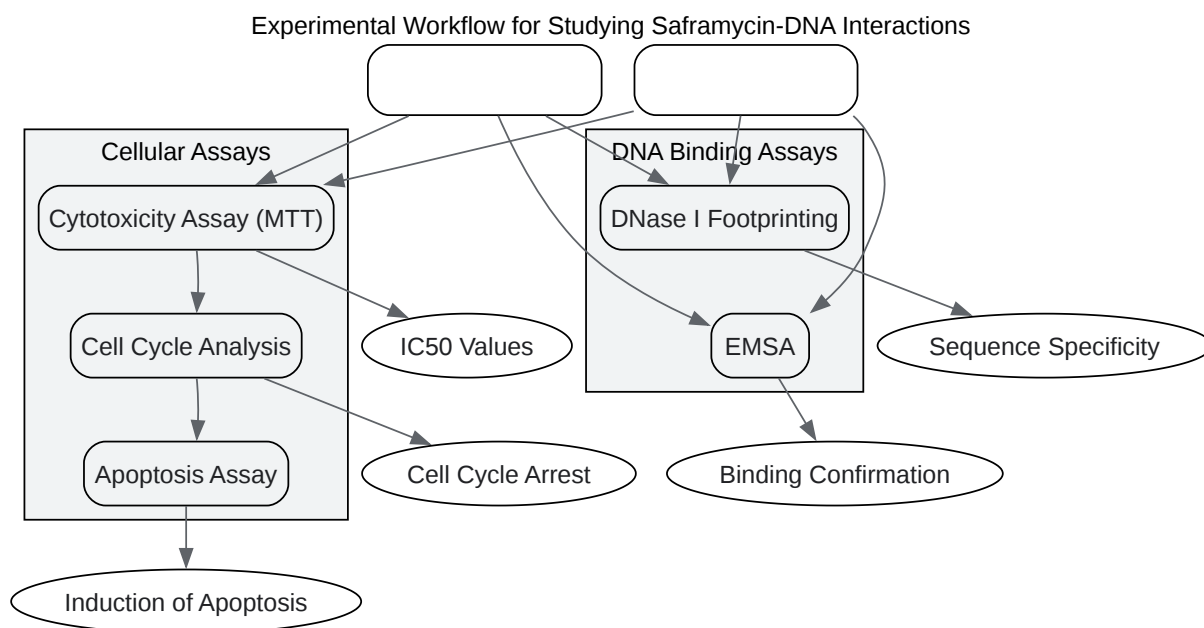 Experimental Workflow for Studying Saframycin-DNA Interactions
Cellular Assays
DNA Binding Assays
Cytotoxicity Assay (MTT)
DNase I Footprinting
Cell Cycle Analysis
IC50 Values
EMSA
Sequence Specificity
Apoptosis Assay
Cell Cycle Arrest
Binding Confirmation
Induction of Apoptosis